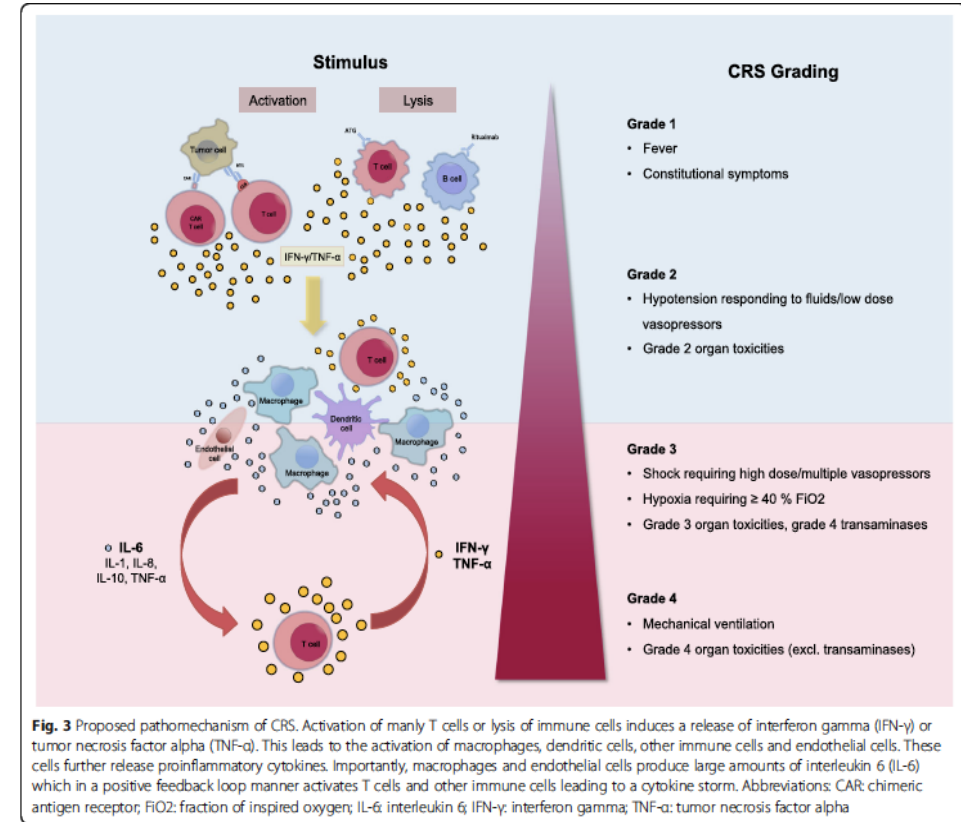 Stimulus
CRS Grading
Activation
Lysis
ATG
Rituximab
Tumor cell
T cell
B cell
CAR
BITE
CAR
T cell
T cell
IFN-γ/TNF-α
T cell
Macrophage
Dendritic
cell
Macrophage
Endothelial
cell
Macrophage
IL-6
IL-1, IL-8,
IL-10, TNF-α
IFN-γ
TNF-α
T cell
Grade 1
• Fever
• Constitutional symptoms
Grade 2
• Hypotension responding to fluids/low dose
vasopressors
• Grade 2 organ toxicities
Grade 3
• Shock requiring high dose/multiple vasopressors
• Hypoxia requiring ≥ 40 % FiO2
• Grade 3 organ toxicities, grade 4 transaminases
Grade 4
• Mechanical ventilation
• Grade 4 organ toxicities (excl. transaminases)
Fig. 3 Proposed pathomechanism of CRS. Activation of manly T cells or lysis of immune cells induces a release of interferon gamma (IFN-γ) or
tumor necrosis factor alpha (TNF-α). This leads to the activation of macrophages, dendritic cells, other immune cells and endothelial cells. These
cells further release proinflammatory cytokines. Importantly, macrophages and endothelial cells produce large amounts of interleukin 6 (IL-6)
which in a positive feedback loop manner activates T cells and other immune cells leading to a cytokine storm. Abbreviations: CAR: chimeric
antigen receptor; FiO2: fraction of inspired oxygen; IL-6: interleukin 6; IFN-γ: interferon gamma; TNF-α: tumor necrosis factor alpha